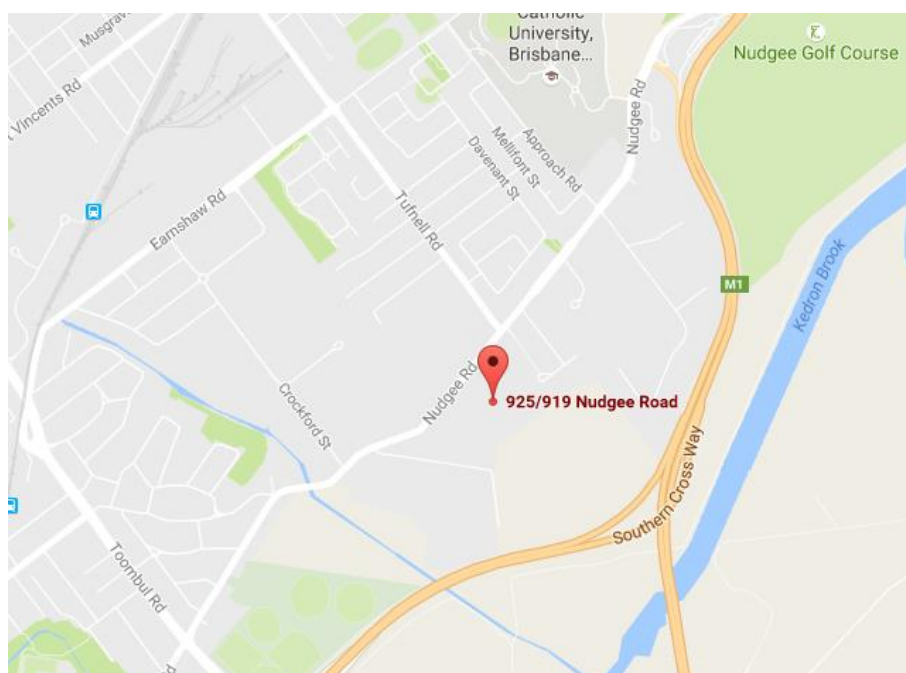 Catholic
University,
Brisbane...
Nudgee Golf Course
Musgrav
Vincents Rd
Nudgee Rd
Approach Rd
Mellifont St
Davenant St
Earnshaw Rd
Tufnell Rd
Kedron Brook
M1
Nudgee Rd
925/919 Nudgee Road
Crockford St
Southern Cross Way
Toombul Rd